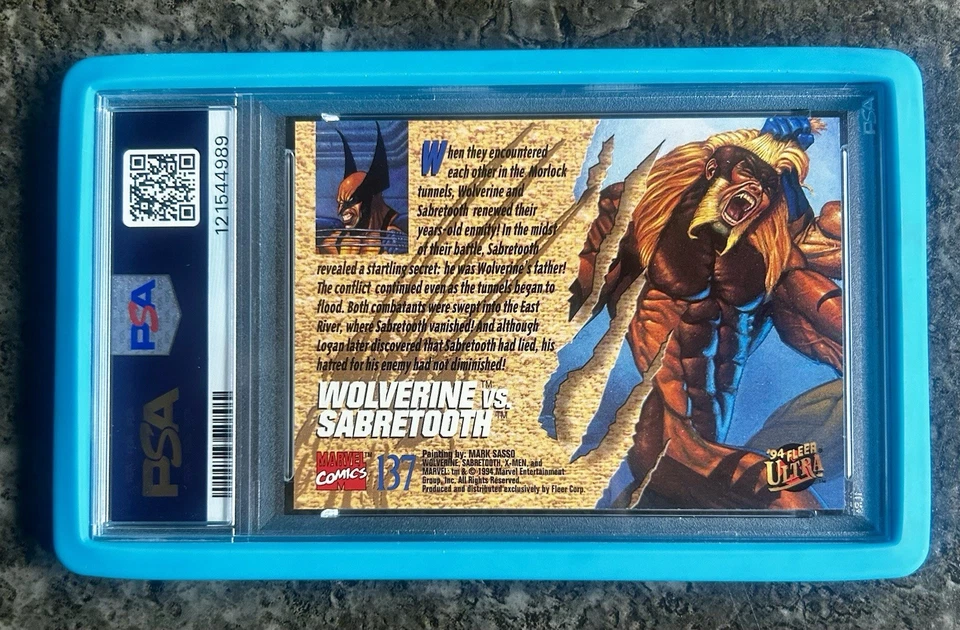 121544989
PSA
PSA
PSA
When they encountered
each other in the Morlock
tunnels, Wolverine and
Sabretooth renewed their
years-old enmity! In the midst
of their battle, Sabretooth
revealed a startling secret: he was Wolverine's father!
The conflict continued even as the tunnels began to
flood. Both combatants were swept into the East
River, where Sabretooth vanished! And although
Logan later discovered that Sabretooth had lied, his
hatred for his enemy had not diminished!
WOLVERINE™ VS.
SABRETOOTH™
MARVEL™
COMICS
137
Painting by: MARK SASSO
WOLVERINE, SABRETOOTH, X-MEN, and
MARVEL: tm & © 1994 Marvel Entertainment
Group, Inc. All Rights Reserved.
Produced and distributed exclusively by Fleer Corp.
'94 FLEER
ULTRA